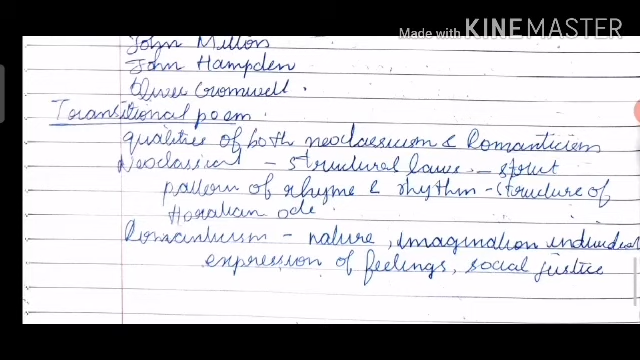 Made with KINEMASTER
John Milton
John Hampden
Oliver Cromwell.
Transitional poem.
qualities of both neoclassicism & Romanticism
Neoclassical - structural laws - strict
pattern of rhyme & rhythm - structure of
Horatian ode.
Romanticism - nature, imagination individual
expression of feelings, social justice